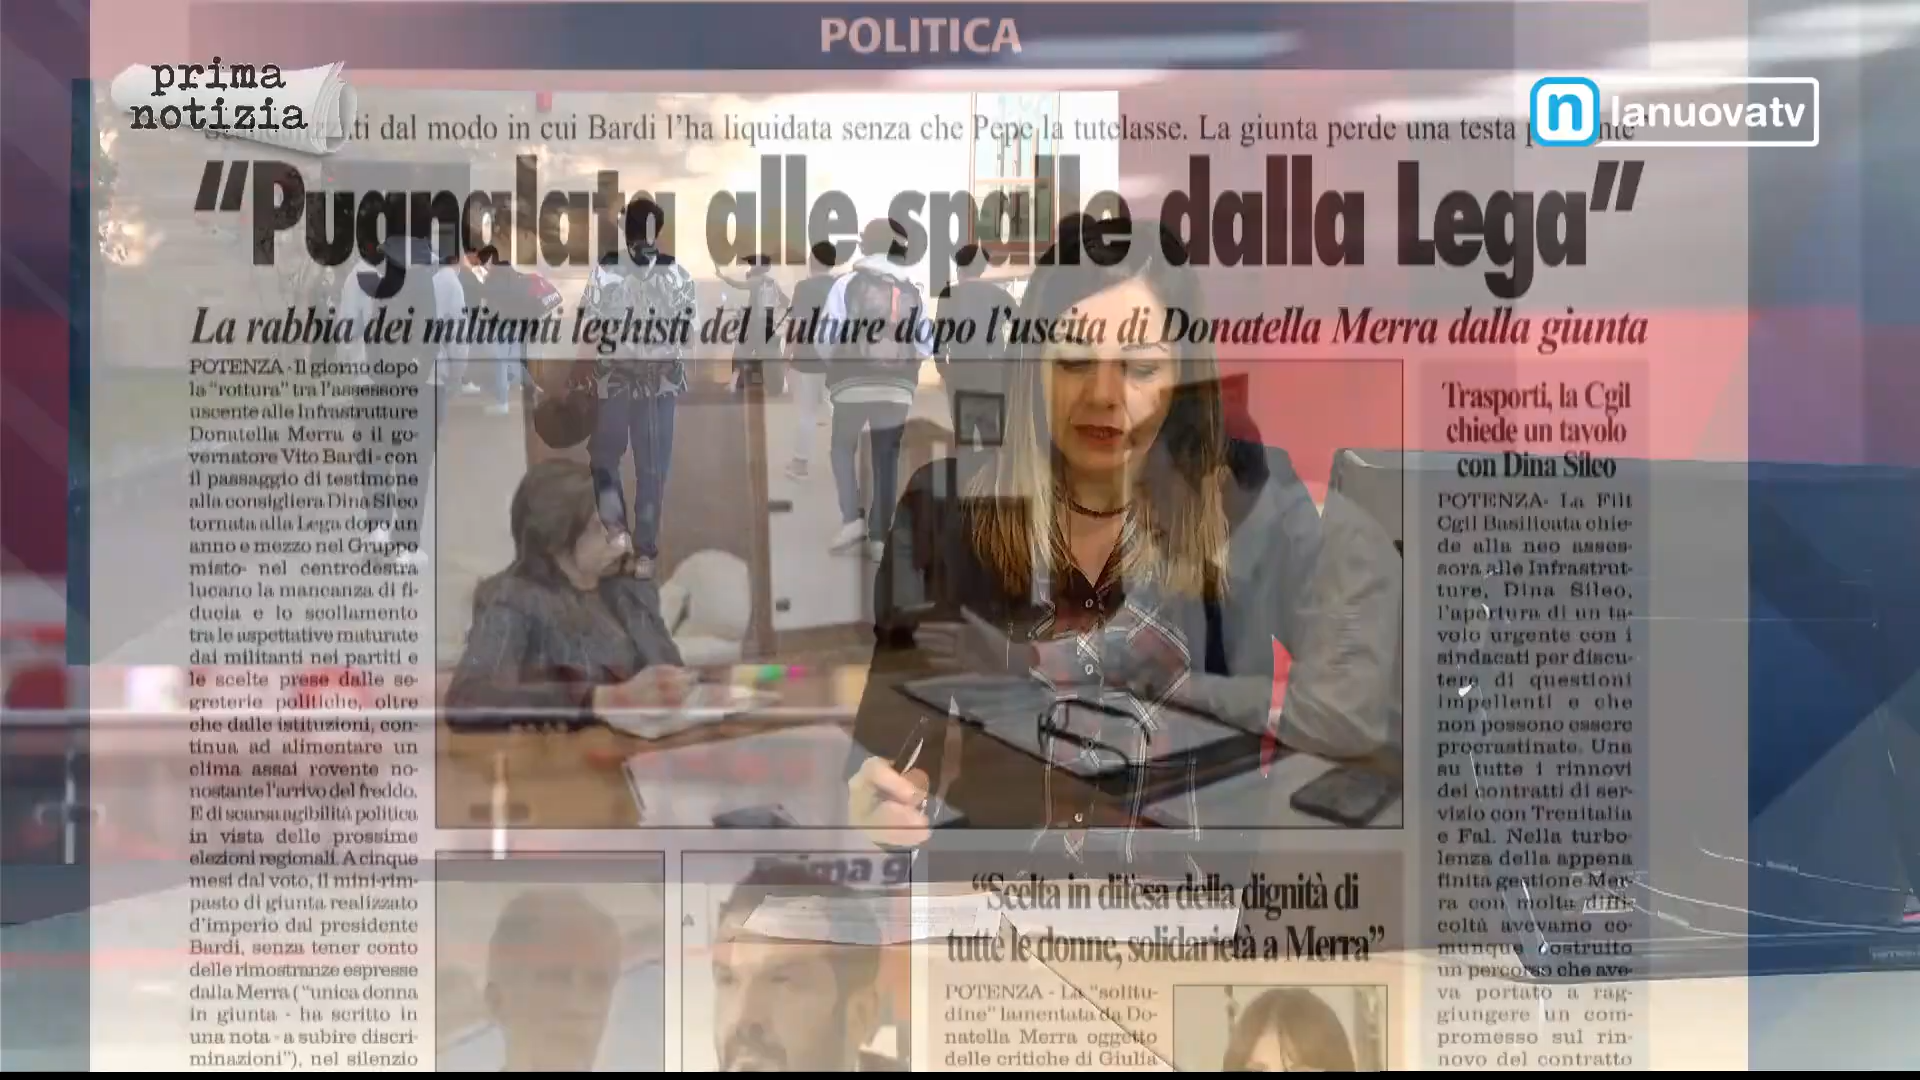 POLITICA
prima
notizia
lanuovatv
ti dal modo in cui Bardi l'ha liquidata senza che Pepe la tutelasse. La giunta perde una testa
“Pugnalata alle spalle dalla Lega”
La rabbia dei militanti leghisti del Vulture dopo l'uscita di Donatella Merra dalla giunta
POTENZA - Il giorno dopo
la "rottura" tra l'assessore
uscente alle Infrastrutture
Donatella Merra e il go-
vernatore Vito Bardi - con
il passaggio di testimone
alla consigliera Dina Sileo
tornata alla Lega dopo un
anno e mezzo nel Gruppo
misto- nel centrodestra
lucano la mancanza di fi-
ducia e lo scollamento
tra le aspettative maturate
dai militanti nei partiti e
le scelte prese dalle se-
greterie politiche, oltre
che dalle istituzioni, con-
tinua ad alimentare un
clima assai rovente no-
nostante l'arrivo del freddo.
E di scarsa agibilità politica
in vista delle prossime
elezioni regionali. A cinque
mesi dal voto, il mini-rim-
pasto di giunta realizzato
d'imperio dal presidente
Bardi, senza tener conto
delle rimostranze espresse
dalla Merra ( "unica donna
in giunta - ha scritto in
una nota - a subire discri-
minazioni"), nel silenzio
“Scelta in difesa della dignità di
tutte le donne, solidarietà a Merra”
POTENZA - La "solitu-
dine" lamentata da Do-
natella Merra oggetto
delle critiche di Giulia
Trasporti, la Cgil
chiede un tavolo
con Dina Sileo
POTENZA- La Filt
Cgil Basilicata chie-
de alla neo asses-
sora alle Infrastrut-
ture, Dina Sileo,
l'apertura di un ta-
volo urgente con i
sindacati per discu-
tere di questioni
impellenti e che
non possono essere
procrastinate. Una
su tutte i rinnovi
dei contratti di ser-
vizio con Trenitalia
e Fal. Nella turbo-
lenza della appena
finita gestione Mer-
ra con molta diffi-
coltà avevamo co-
munque costruito
un percorso che ave-
va portato a rag-
giungere un com-
promesso sul rin-
novo del contratto